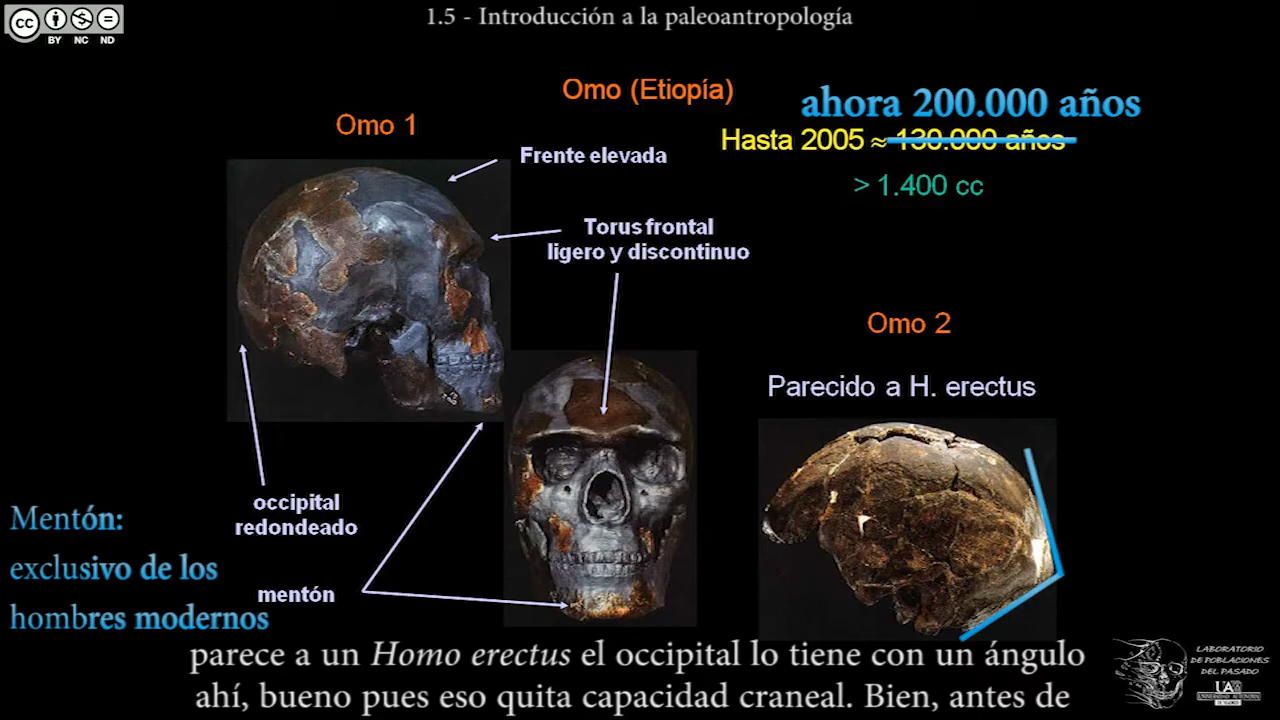 1.5 - Introducción a la paleoantropología
cc
BY NC ND
Omo (Etiopía)
ahora 200.000 años
Hasta 2005 ≈ 130.000 años
> 1.400 cc
Omo 1
Frente elevada
Torus frontal
ligero y discontinuo
Omo 2
Parecido a H. erectus
occipital
redondeado
mentón
Mentón:
exclusivo de los
hombres modernos
parece a un Homo erectus el occipital lo tiene con un ángulo
ahí, bueno pues eso quita capacidad craneal. Bien, antes de
LABORATORIO
DE POBLACIONES
DEL PASADO